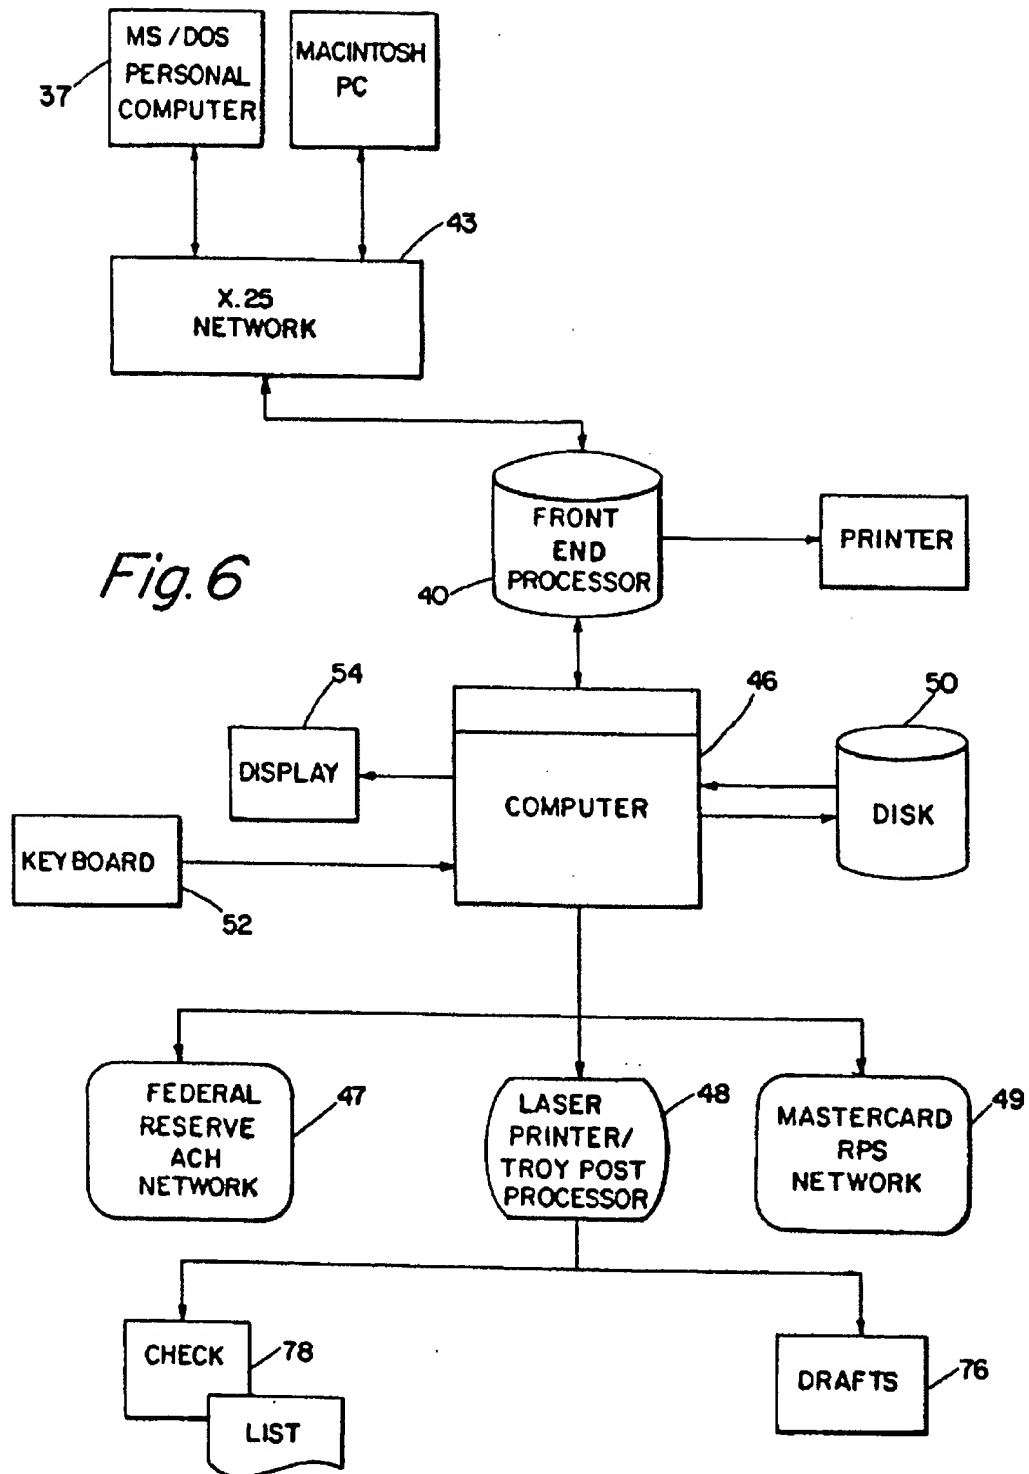 MS/DOS
PERSONAL
COMPUTER
37
MACINTOSH
PC
43
X.25
NETWORK
FRONT
END
PROCESSOR
40
PRINTER
Fig. 6
54
DISPLAY
46
COMPUTER
50
DISK
KEYBOARD
52
FEDERAL
RESERVE
ACH
NETWORK
47
LASER
PRINTER/
TROY POST
PROCESSOR
48
MASTERCARD
RPS
NETWORK
49
CHECK
78
LIST
DRAFTS
76